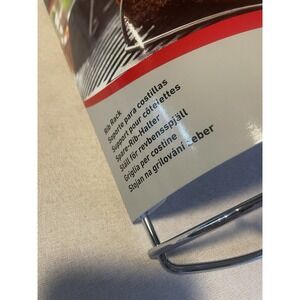 Rib Rack
Soporte para costillas
Support pour côtelettes
Spare-Rib-Halter
Ställ för revbensspjäll
Griglia per costine
Stojan na grilování žeber